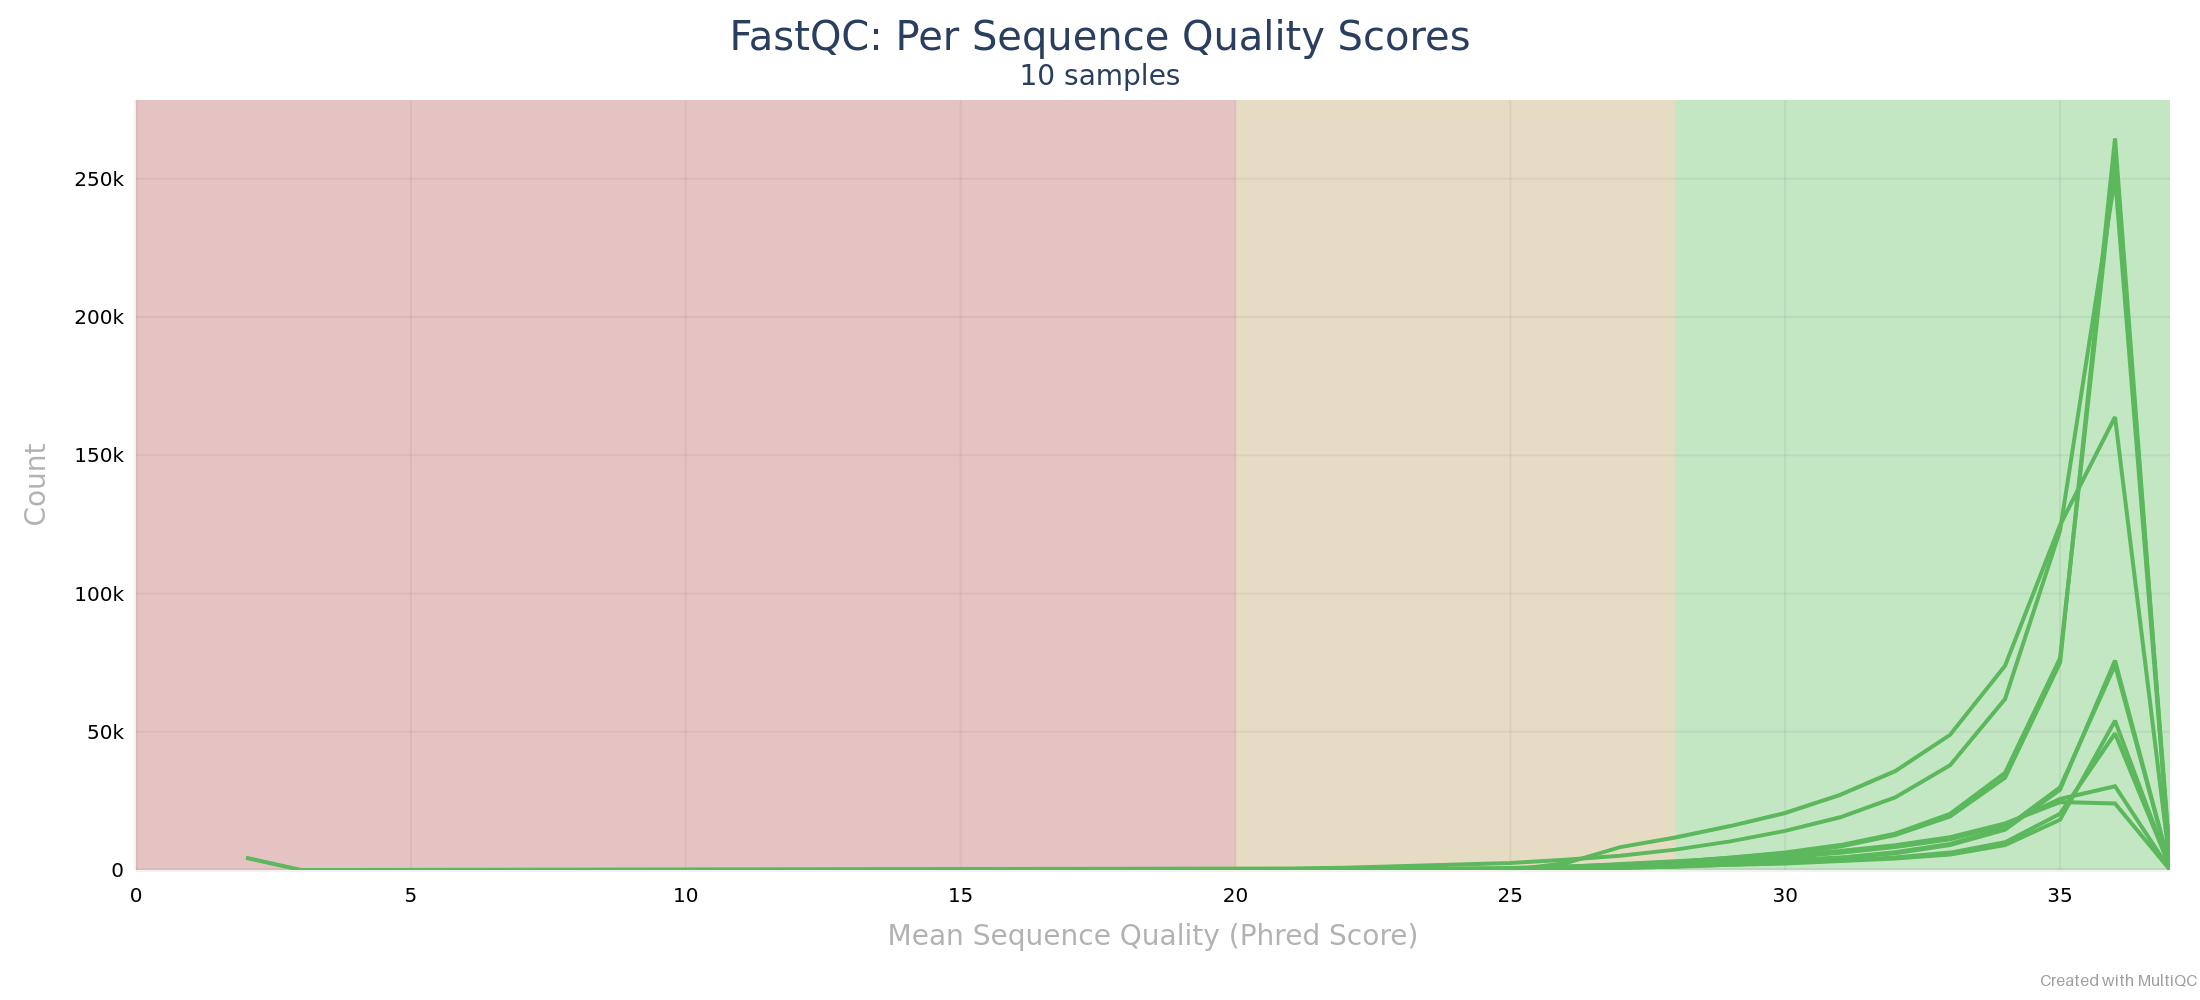 FastQC: Per Sequence Quality Scores
10 samples
250k
200k
150k
100k
50k
0
Count
0 5 10 15 20 25 30 35
Mean Sequence Quality (Phred Score)
Created with MultiQC